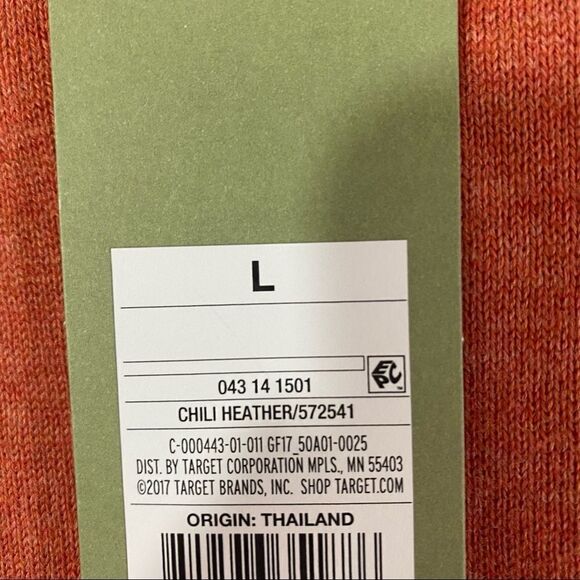 L
EPC
043 14 1501
CHILI HEATHER/572541
C-000443-01-011 GF17_50A01-0025
DIST. BY TARGET CORPORATION MPLS., MN 55403
©2017 TARGET BRANDS, INC. SHOP TARGET.COM
ORIGIN: THAILAND